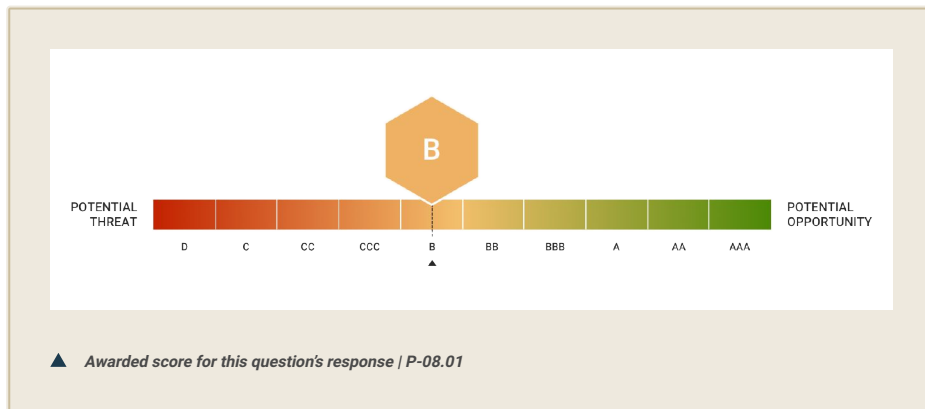 B
POTENTIAL
THREAT
POTENTIAL
OPPORTUNITY
D C CC CCC B BB BBB A AA AAA
Awarded score for this question's response | P-08.01